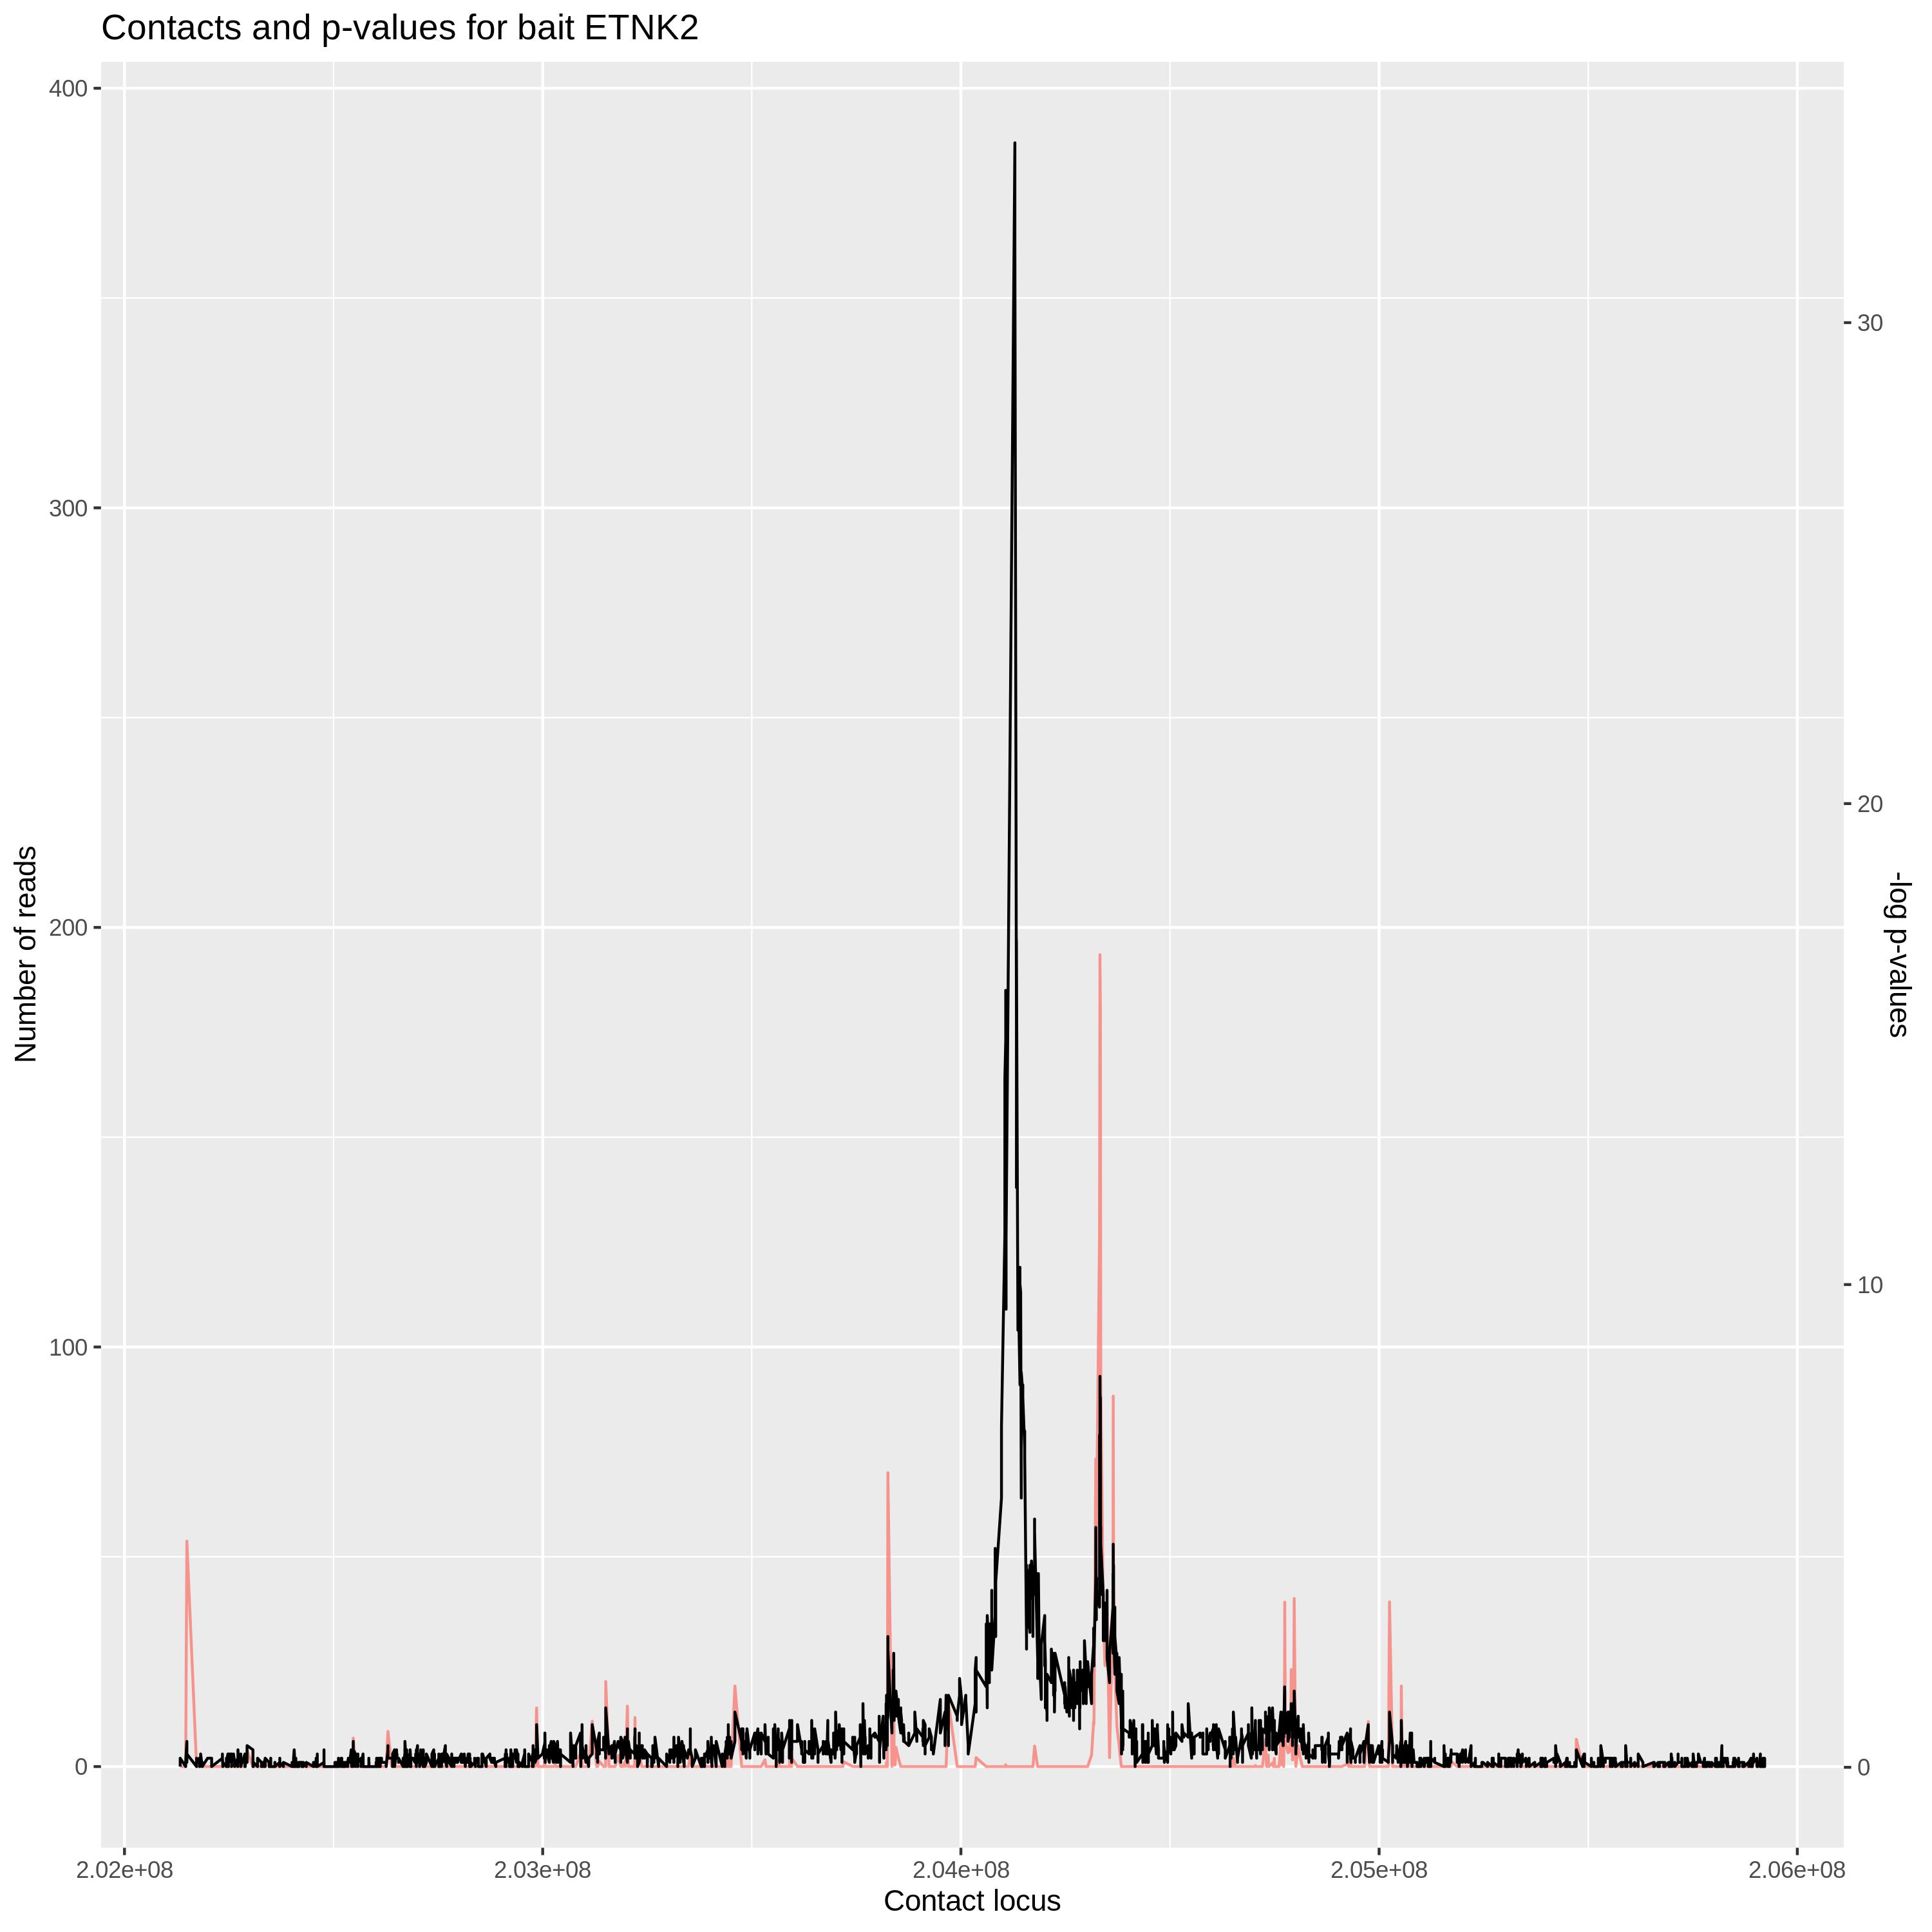 Contacts and p-values for bait ETNK2
400
300
200
100
0
Number of reads
30
20
10
0
-log p-values
2.02e+08
2.03e+08
2.04e+08
2.05e+08
2.06e+08
Contact locus